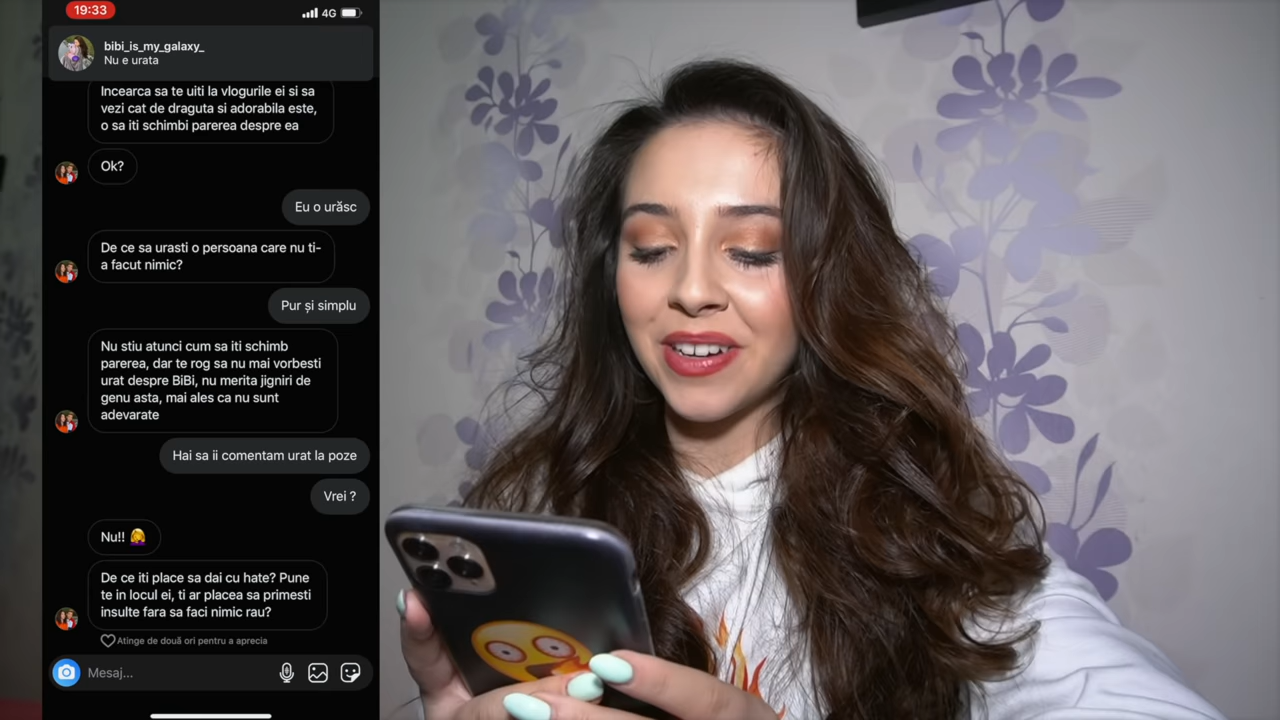 19:33
4G
bibi_is_my_galaxy_
Nu e urata
Incearca sa te uiti la vlogurile ei si sa
vezi cat de draguta si adorabila este,
o sa iti schimbi parerea despre ea
Ok?
Eu o urăsc
De ce sa urasti o persoana care nu ti-
a facut nimic?
Pur și simplu
Nu stiu atunci cum sa iti schimb
parerea, dar te rog sa nu mai vorbesti
urat despre BiBi, nu merita jigniri de
genu asta, mai ales ca nu sunt
adevarate
Hai sa ii comentam urat la poze
Vrei ?
Nu!! 🤦‍♀️
De ce iti place sa dai cu hate? Pune
te in locul ei, ti ar placea sa primesti
insulte fara sa faci nimic rau?
Atinge de două ori pentru a aprecia
Mesaj...